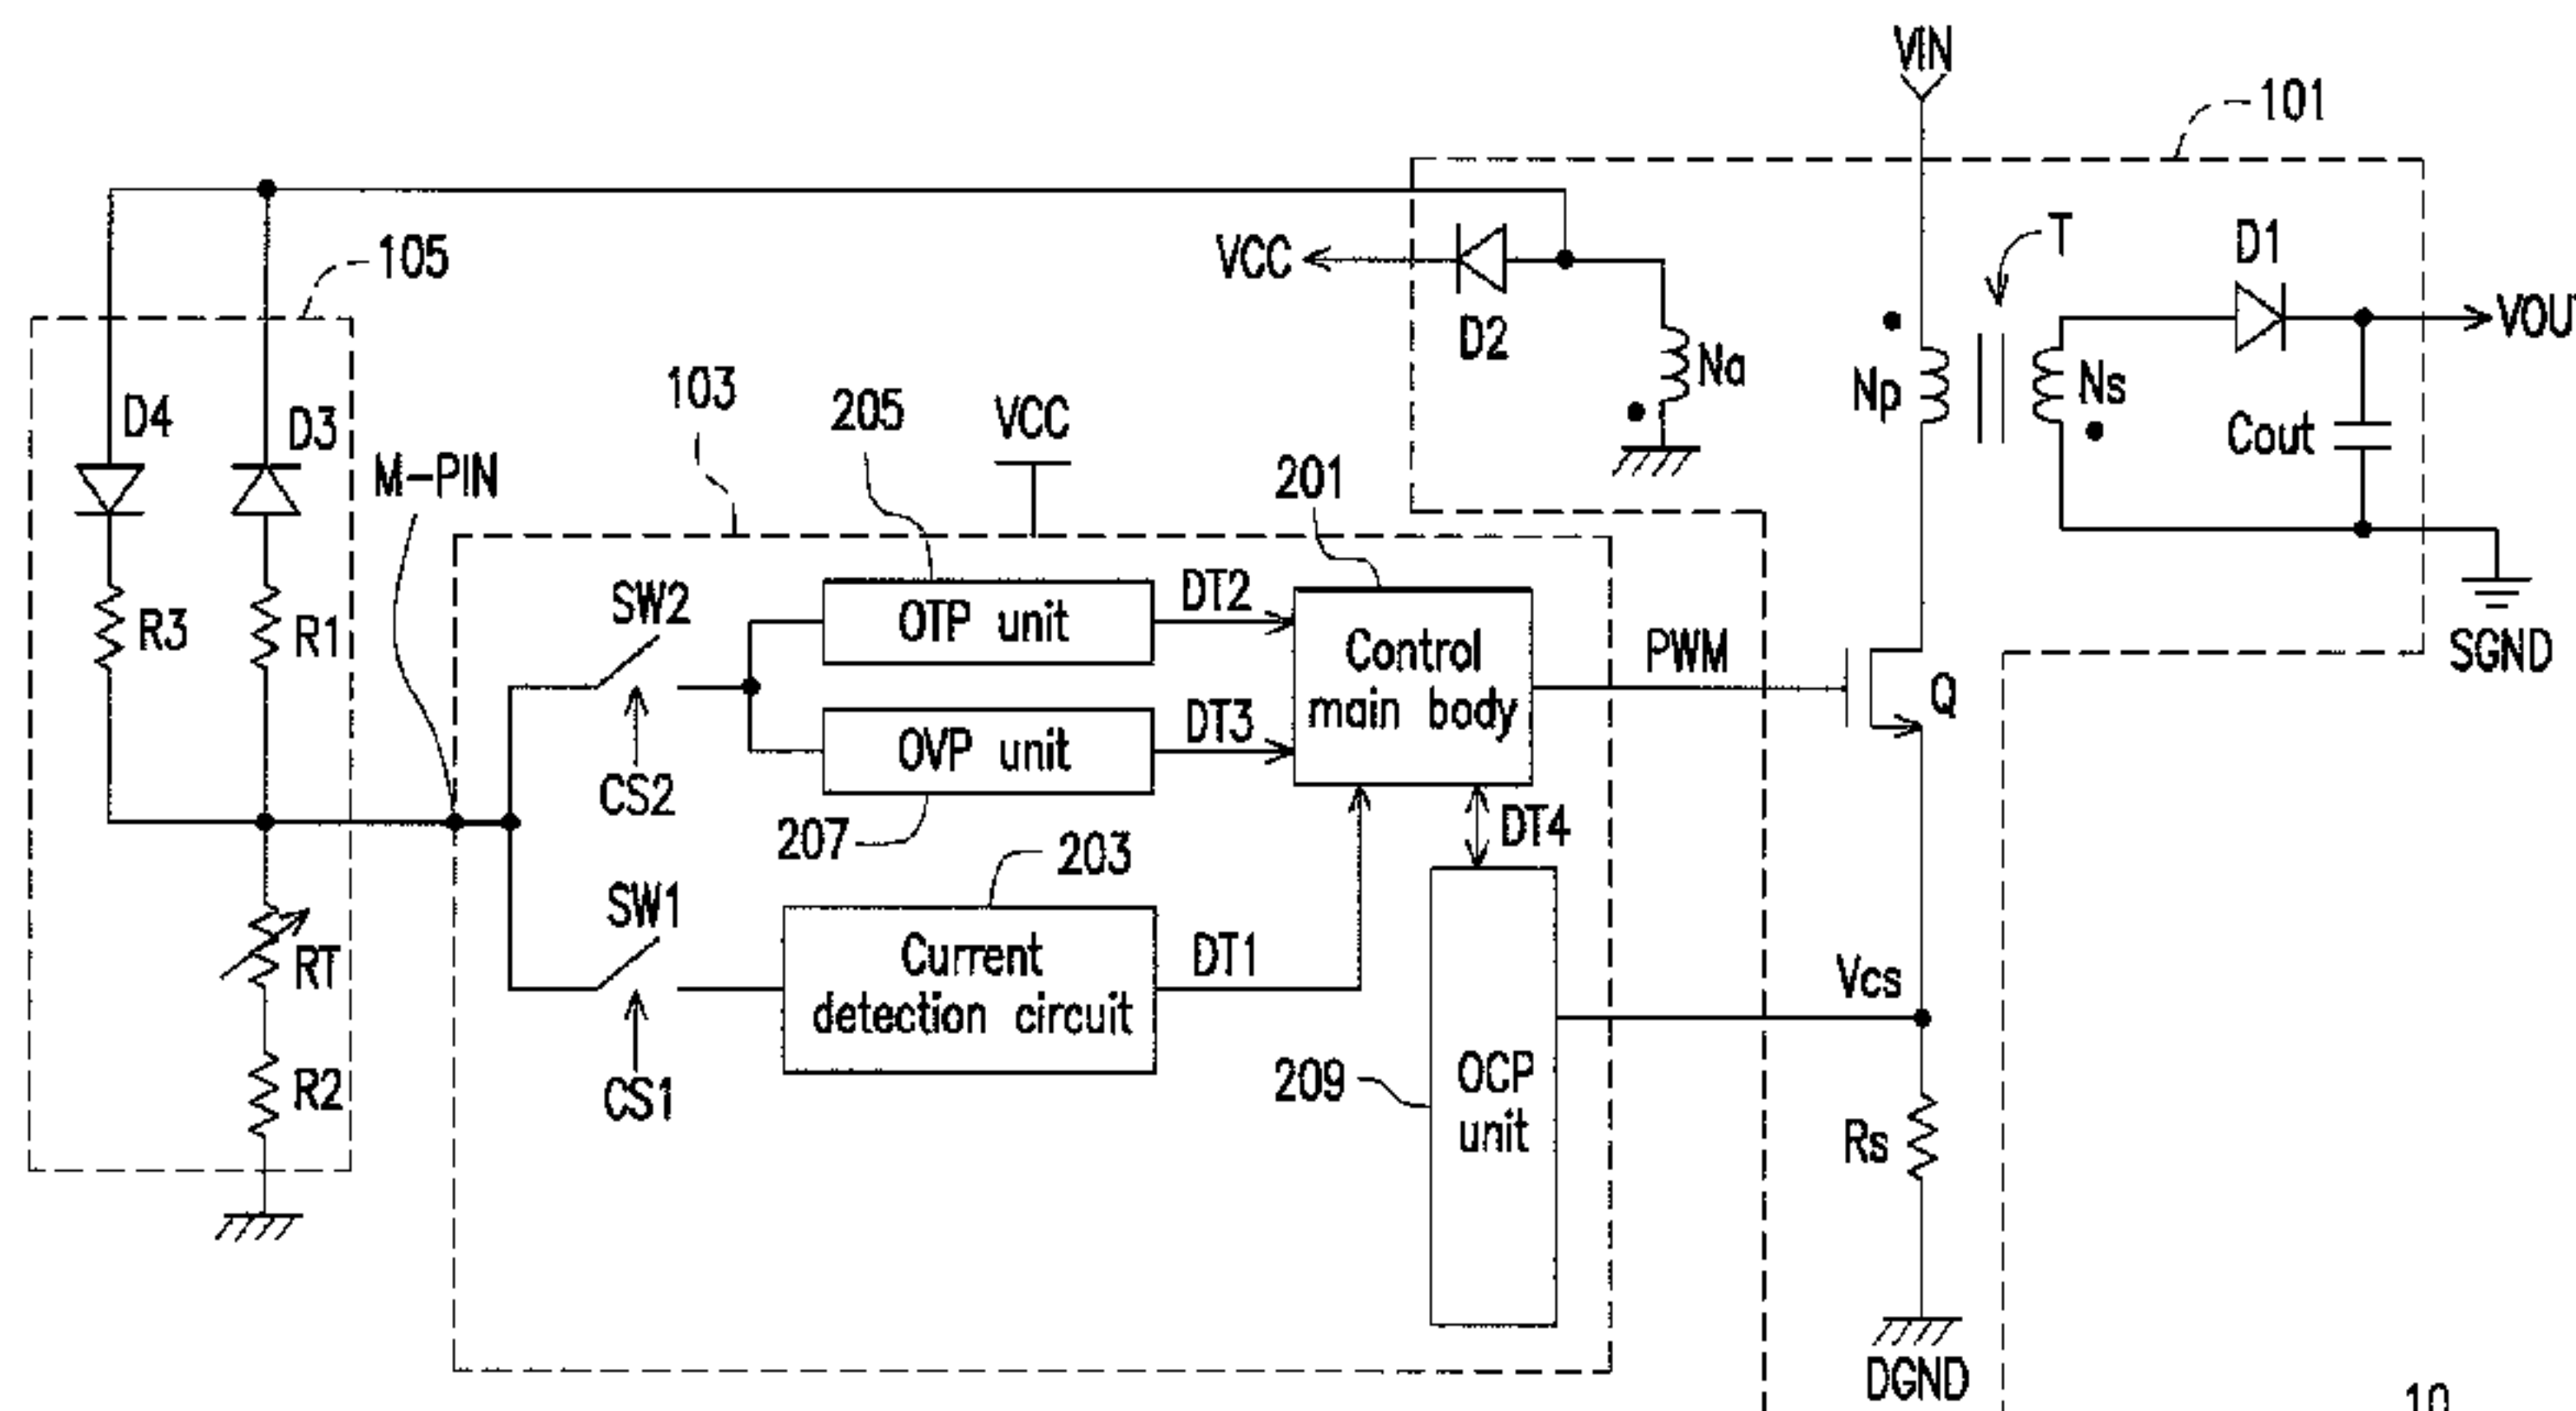 VIN
101
105
VCC
D2
Na
T
D1
VOU
Np
Ns
Cout
SGND
D4
D3
M-PIN
103
205
VCC
201
R3
R1
SW2
OTP unit
DT2
Control
main body
PWM
Q
CS2
OVP unit
DT3
207
203
DT4
SW1
Current
detection circuit
DT1
Vcs
RT
R2
CS1
209
OCP
unit
Rs
DGND
10